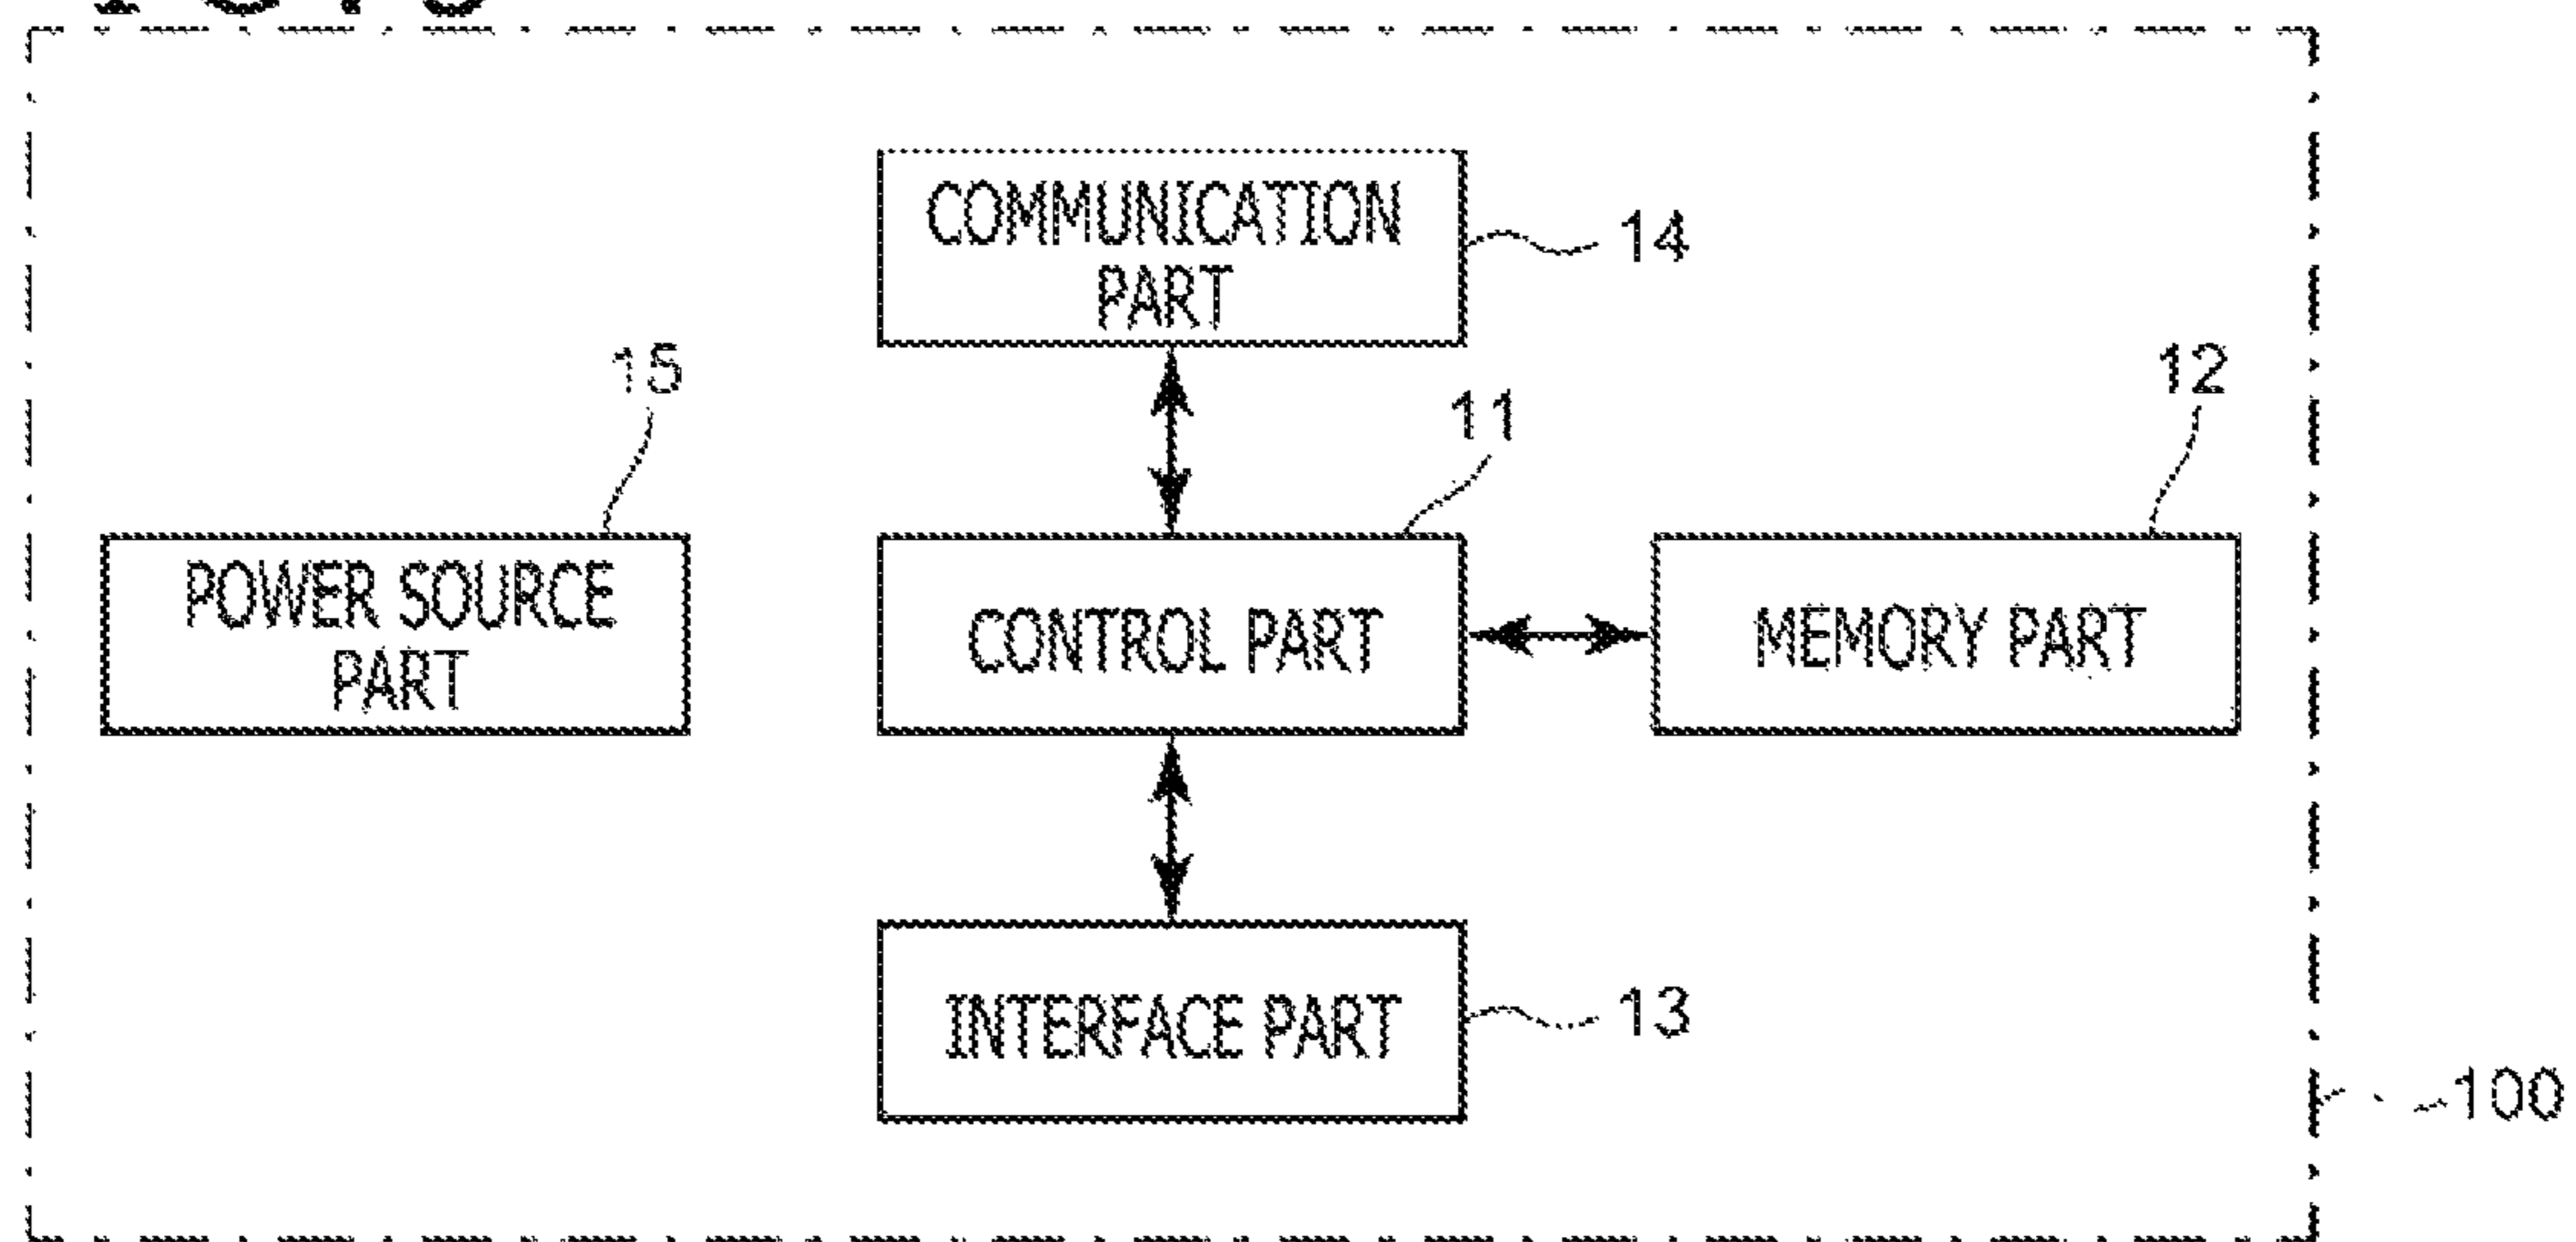 COMMUNICATION
PART
14
15
12
11
POWER SOURCE
PART
CONTROL PART
MEMORY PART
INTERFACE PART
13
100